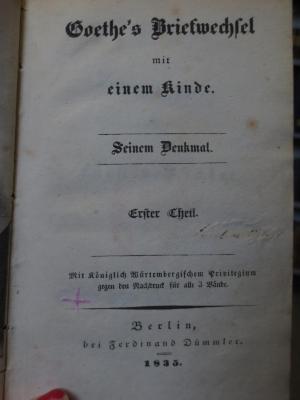 Goethe's Briefwechsel
mit
einem Kinde.
Seinem Denkmal.
Erster Theil.
Mit Königlich Würtembergischem Privilegium
gegen den Nachdruck für alle 3 Bände.
Berlin,
bei Ferdinand Dümmler.
1835.